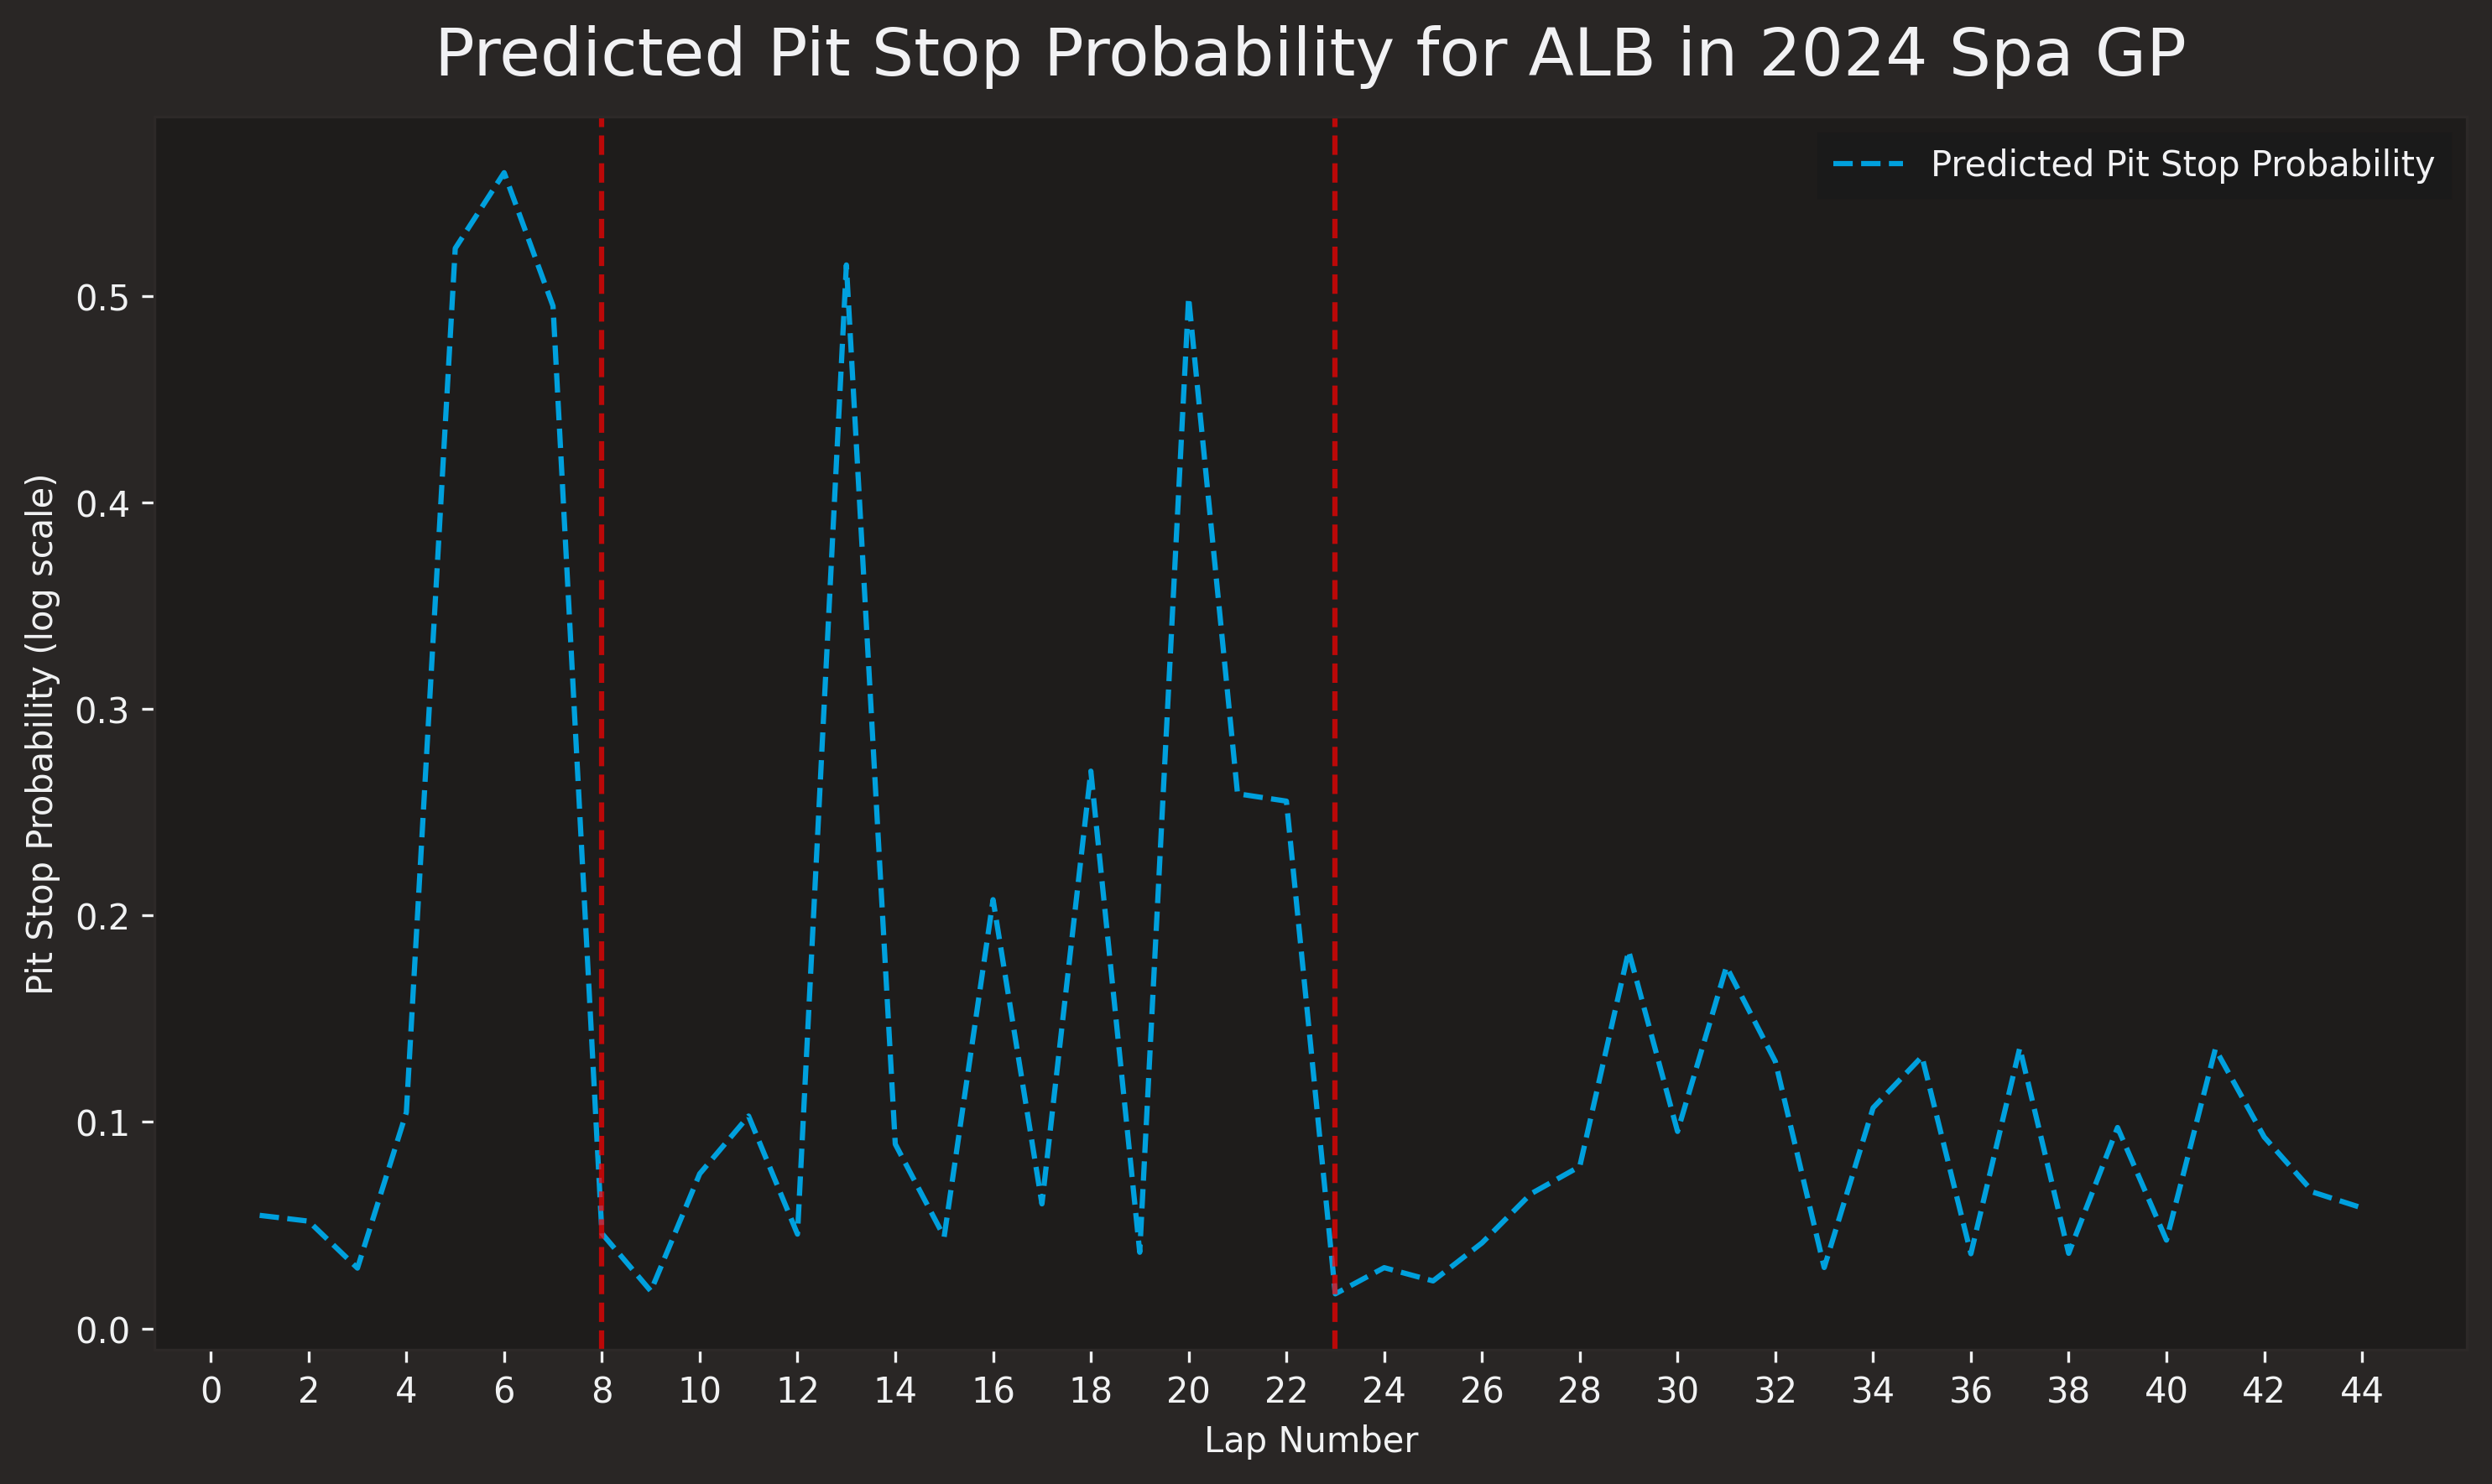 Predicted Pit Stop Probability for ALB in 2024 Spa GP
Predicted Pit Stop Probability
Pit Stop Probability (log scale)
0.5
0.4
0.3
0.2
0.1
0.0
0 2 4 6 8 10 12 14 16 18 20 22 24 26 28 30 32 34 36 38 40 42 44
Lap Number